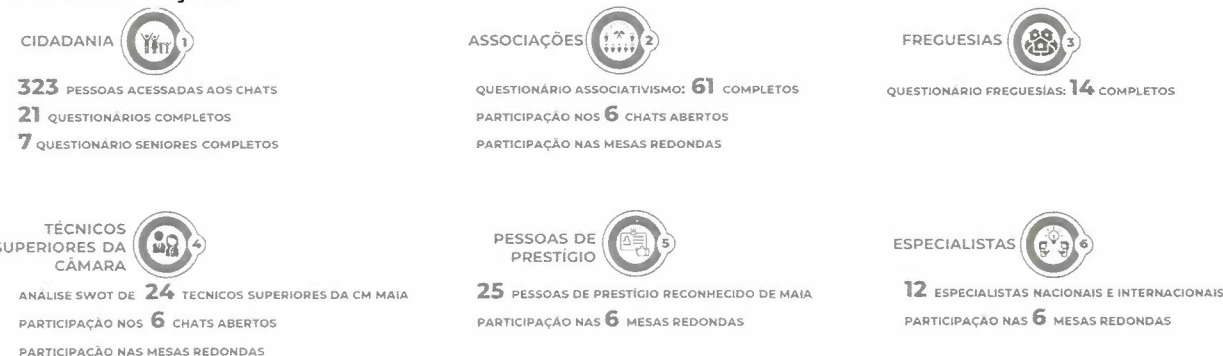 CIDADANIA 1
323 PESSOAS ACESSADAS AOS CHATS
21 QUESTIONÁRIOS COMPLETOS
7 QUESTIONÁRIO SENIORES COMPLETOS
ASSOCIAÇÕES 2
QUESTIONÁRIO ASSOCIATIVISMO: 61 COMPLETOS
PARTICIPAÇÃO NOS 6 CHATS ABERTOS
PARTICIPAÇÃO NAS MESAS REDONDAS
FREGUESIAS 3
QUESTIONÁRIO FREGUESÍAS: 14 COMPLETOS
TÉCNICOS
SUPERIORES DA
CÂMARA 4
ANÁLISE SWOT DE 24 TECNICOS SUPERIORES DA CM MAIA
PARTICIPAÇÃO NOS 6 CHATS ABERTOS
PARTICIPAÇÃO NAS MESAS REDONDAS
PESSOAS DE
PRESTÍGIO 5
25 PESSOAS DE PRESTÍGIO RECONHECIDO DE MAIA
PARTICIPAÇÃO NAS 6 MESAS REDONDAS
ESPECIALISTAS 6
12 ESPECIALISTAS NACIONAIS E INTERNACIONAIS
PARTICIPAÇÃO NAS 6 MESAS REDONDAS